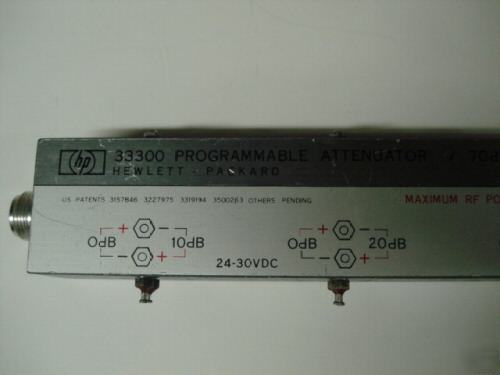 hp 33300 PROGRAMMABLE ATTENUATOR / 70d
HEWLETT - PACKARD
US PATENTS 3157846 3227975 3319194 3500263 OTHERS PENDING
MAXIMUM RF PO
0dB + - 10dB - +
0dB + - 20dB - +
24-30VDC